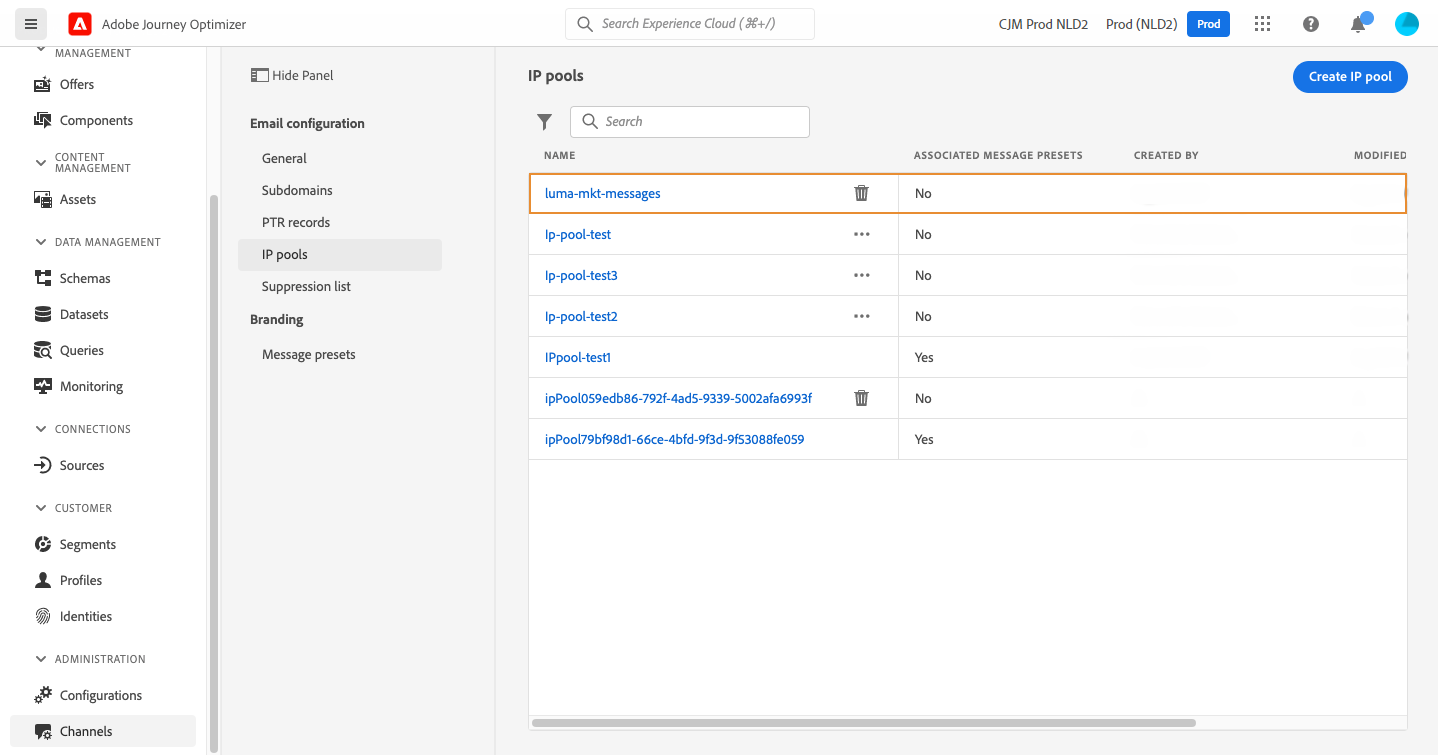 Adobe Journey Optimizer
Search Experience Cloud (⌘+/)
CJM Prod NLD2
Prod (NLD2)
Prod
MANAGEMENT
Offers
Components
CONTENT
MANAGEMENT
Assets
DATA MANAGEMENT
Schemas
Datasets
Queries
Monitoring
CONNECTIONS
Sources
CUSTOMER
Segments
Profiles
Identities
ADMINISTRATION
Configurations
Channels
Hide Panel
Email configuration
General
Subdomains
PTR records
IP pools
Suppression list
Branding
Message presets
IP pools
Create IP pool
Search
NAME ASSOCIATED MESSAGE PRESETS CREATED BY MODIFIED
luma-mkt-messages No
Ip-pool-test No
Ip-pool-test3 No
Ip-pool-test2 No
IPpool-test1 Yes
ipPool059edb86-792f-4ad5-9339-5002afa6993f No
ipPool79bf98d1-66ce-4bfd-9f3d-9f53088fe059 Yes